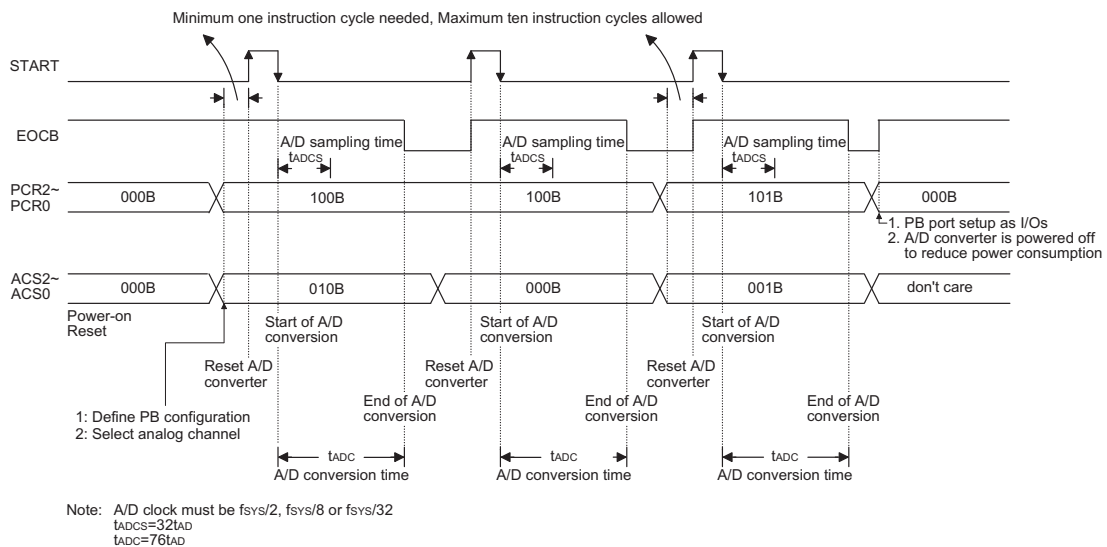 Minimum one instruction cycle needed, Maximum ten instruction cycles allowed
START
EOCB
A/D sampling time
tADCS
A/D sampling time
tADCS
A/D sampling time
tADCS
PCR2~
PCR0
000B
100B
100B
101B
000B
1. PB port setup as I/Os
2. A/D converter is powered off
to reduce power consumption
ACS2~
ACS0
000B
010B
000B
001B
don't care
Power-on
Reset
Start of A/D
conversion
Start of A/D
conversion
Start of A/D
conversion
Reset A/D
converter
Reset A/D
converter
Reset A/D
converter
1: Define PB configuration
2: Select analog channel
End of A/D
conversion
End of A/D
conversion
End of A/D
conversion
tADC
A/D conversion time
tADC
A/D conversion time
tADC
A/D conversion time
Note: A/D clock must be fSYS/2, fSYS/8 or fSYS/32
tADCS=32tAD
tADC=76tAD